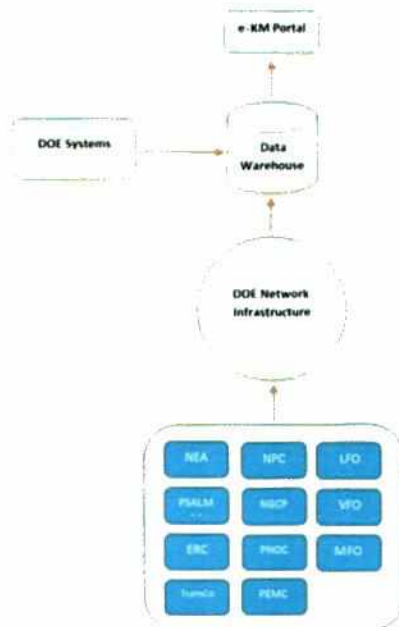 e-KM Portal
DOE Systems
Data
Warehouse
DOE Network
Infrastructure
NEA
NPC
LFO
PSALM
NGCP
VFO
ERC
PNOC
MFO
TransCo
PEMC